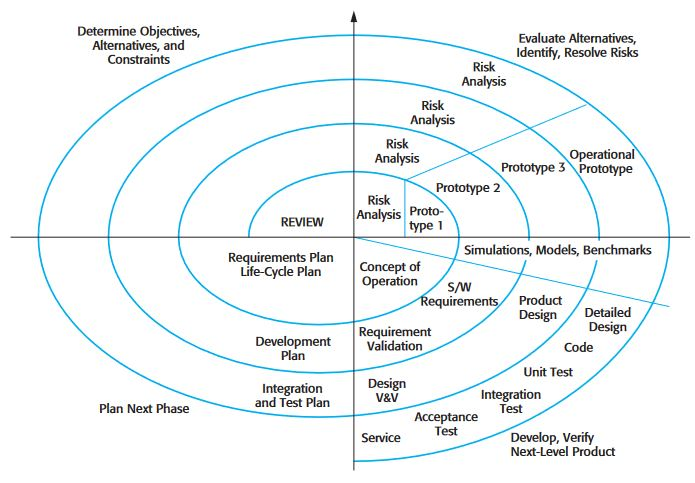 Determine Objectives,
Alternatives, and
Constraints
Evaluate Alternatives,
Identify, Resolve Risks
Risk
Analysis
Risk
Analysis
Risk
Analysis
Risk
Analysis
Proto-
type 1
Prototype 2
Prototype 3
Operational
Prototype
REVIEW
Requirements Plan
Life-Cycle Plan
Concept of
Operation
Simulations, Models, Benchmarks
S/W
Requirements
Product
Design
Detailed
Design
Development
Plan
Requirement
Validation
Code
Unit Test
Integration
and Test Plan
Design
V&V
Integration
Test
Plan Next Phase
Acceptance
Test
Service
Develop, Verify
Next-Level Product